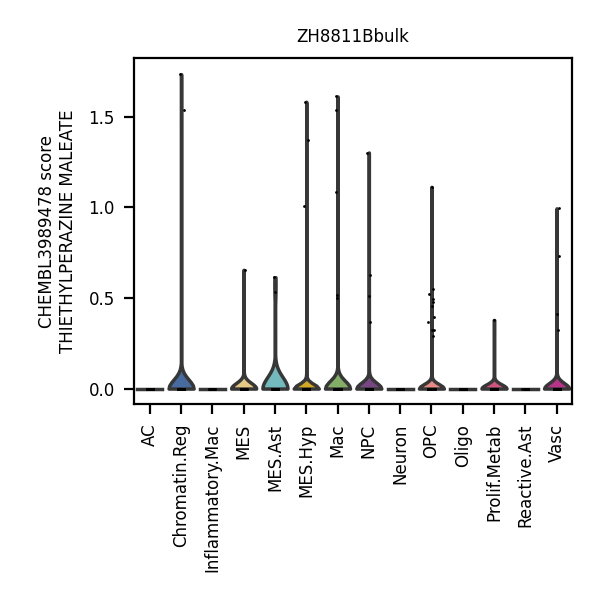 ZH8811Bbulk
CHEMBL3989478 score
THIETHYLPERAZINE MALEATE
1.5
1.0
0.5
0.0
AC
Chromatin.Reg
Inflammatory.Mac
MES
MES.Ast
MES.Hyp
Mac
NPC
Neuron
OPC
Oligo
Prolif.Metab
Reactive.Ast
Vasc